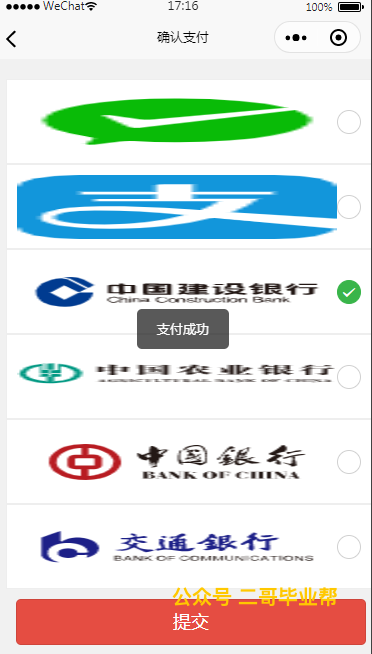 WeChat 17:16 100%
确认支付
中国建设银行
China Construction Bank
支付成功
中国农业银行
AGRICULTURAL BANK OF CHINA
中国銀行
BANK OF CHINA
交通銀行
BANK OF COMMUNICATIONS
公众号 二哥毕业帮
提交